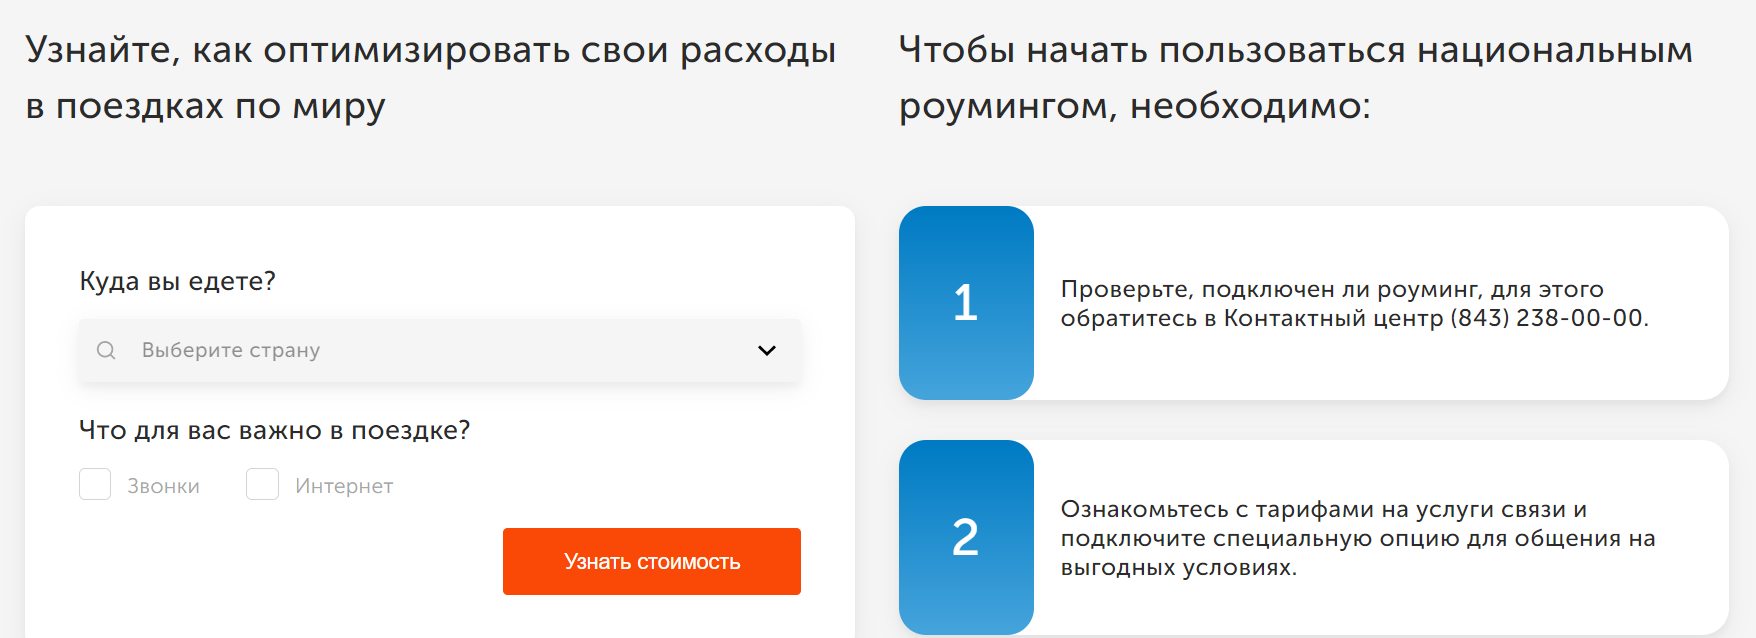 Узнайте, как оптимизировать свои расходы
в поездках по миру
Куда вы едете?
Выберите страну
Что для вас важно в поездке?
Звонки
Интернет
Узнать стоимость
Чтобы начать пользоваться национальным
роумингом, необходимо:
1
Проверьте, подключен ли роуминг, для этого
обратитесь в Контактный центр (843) 238-00-00.
2
Ознакомьтесь с тарифами на услуги связи и
подключите специальную опцию для общения на
выгодных условиях.